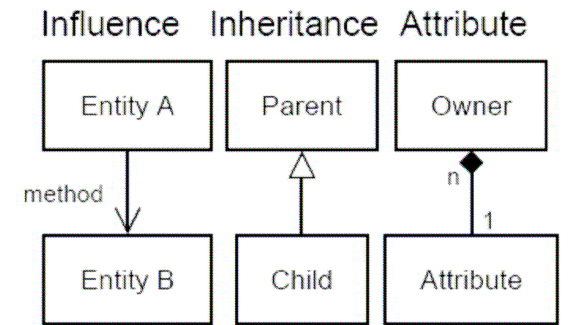 Influence Inheritance Attribute
Entity A Parent Owner
n
method
1
Entity B Child Attribute